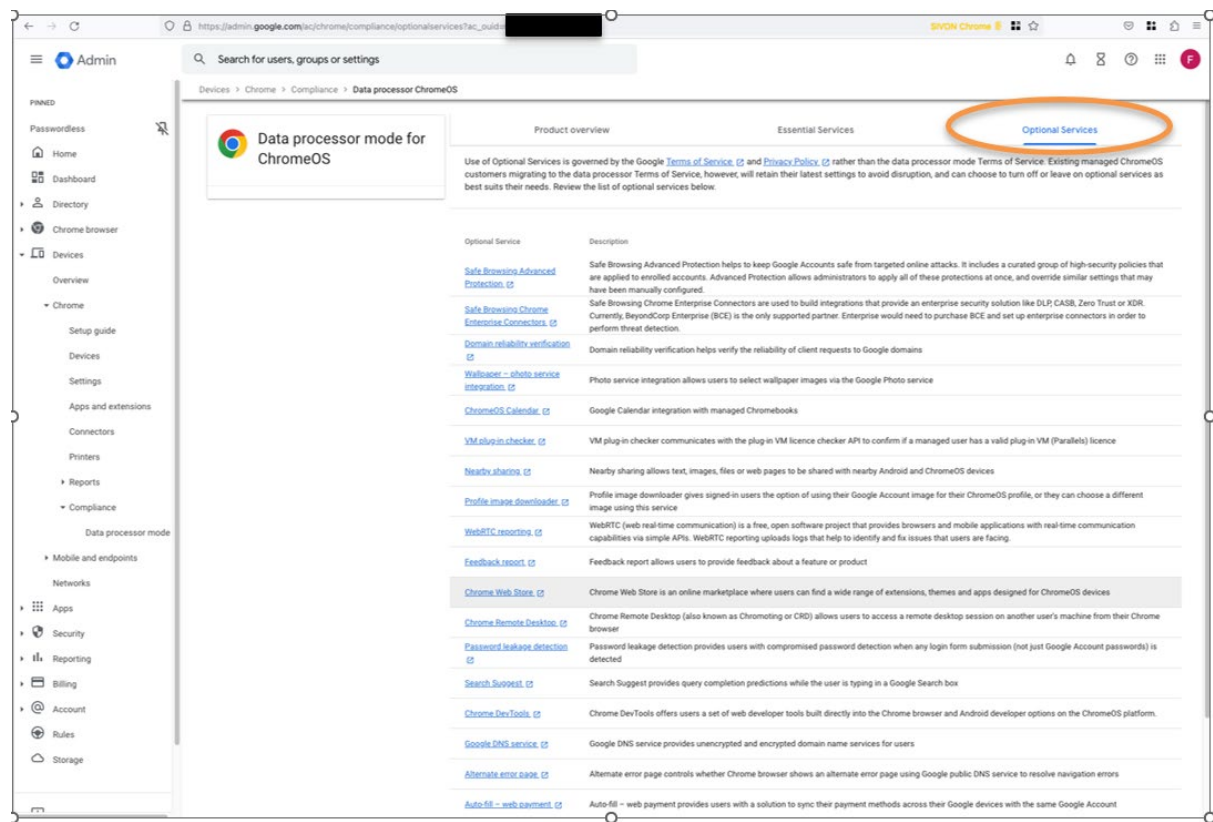 https://admin.google.com/ac/chrome/compliance/optionalservices?ac_ouid=
SIVON Chrome
Admin
Search for users, groups or settings
F
Devices > Chrome > Compliance > Data processor ChromeOS
PINNED
Passwordless
Home
Dashboard
Directory
Chrome browser
Devices
Overview
Chrome
Setup guide
Devices
Settings
Apps and extensions
Connectors
Printers
Reports
Compliance
Data processor mode
Mobile and endpoints
Networks
Apps
Security
Reporting
Billing
Account
Rules
Storage
Data processor mode for
ChromeOS
Product overview
Essential Services
Optional Services
Use of Optional Services is governed by the Google Terms of Service and Privacy Policy rather than the data processor mode Terms of Service. Existing managed ChromeOS
customers migrating to the data processor Terms of Service, however, will retain their latest settings to avoid disruption, and can choose to turn off or leave on optional services as
best suits their needs. Review the list of optional services below.
Optional Service
Description
Safe Browsing Advanced
Protection
Safe Browsing Advanced Protection helps to keep Google Accounts safe from targeted online attacks. It includes a curated group of high-security policies that
are applied to enrolled accounts. Advanced Protection allows administrators to apply all of these protections at once, and override similar settings that may
have been manually configured.
Safe Browsing Chrome
Enterprise Connectors
Safe Browsing Chrome Enterprise Connectors are used to build integrations that provide an enterprise security solution like DLP, CASB, Zero Trust or XDR.
Currently, BeyondCorp Enterprise (BCE) is the only supported partner. Enterprise would need to purchase BCE and set up enterprise connectors in order to
perform threat detection.
Domain reliability verification
Domain reliability verification helps verify the reliability of client requests to Google domains
Wallpaper – photo service
integration
Photo service integration allows users to select wallpaper images via the Google Photo service
ChromeOS Calendar
Google Calendar integration with managed Chromebooks
VM plug-in checker
VM plug-in checker communicates with the plug-in VM licence checker API to confirm if a managed user has a valid plug-in VM (Parallels) licence
Nearby sharing
Nearby sharing allows text, images, files or web pages to be shared with nearby Android and ChromeOS devices
Profile image downloader
Profile image downloader gives signed-in users the option of using their Google Account image for their ChromeOS profile, or they can choose a different
image using this service
WebRTC reporting
WebRTC (web real-time communication) is a free, open software project that provides browsers and mobile applications with real-time communication
capabilities via simple APIs. WebRTC reporting uploads logs that help to identify and fix issues that users are facing.
Feedback report
Feedback report allows users to provide feedback about a feature or product
Chrome Web Store
Chrome Web Store is an online marketplace where users can find a wide range of extensions, themes and apps designed for ChromeOS devices
Chrome Remote Desktop
Chrome Remote Desktop (also known as Chromoting or CRD) allows users to access a remote desktop session on another user's machine from their Chrome
browser
Password leakage detection
Password leakage detection provides users with compromised password detection when any login form submission (not just Google Account passwords) is
detected
Search Suggest
Search Suggest provides query completion predictions while the user is typing in a Google Search box
Chrome DevTools
Chrome DevTools offers users a set of web developer tools built directly into the Chrome browser and Android developer options on the ChromeOS platform.
Google DNS service
Google DNS service provides unencrypted and encrypted domain name services for users
Alternate error page
Alternate error page controls whether Chrome browser shows an alternate error page using Google public DNS service to resolve navigation errors
Auto-fill – web payment
Auto-fill – web payment provides users with a solution to sync their payment methods across their Google devices with the same Google Account